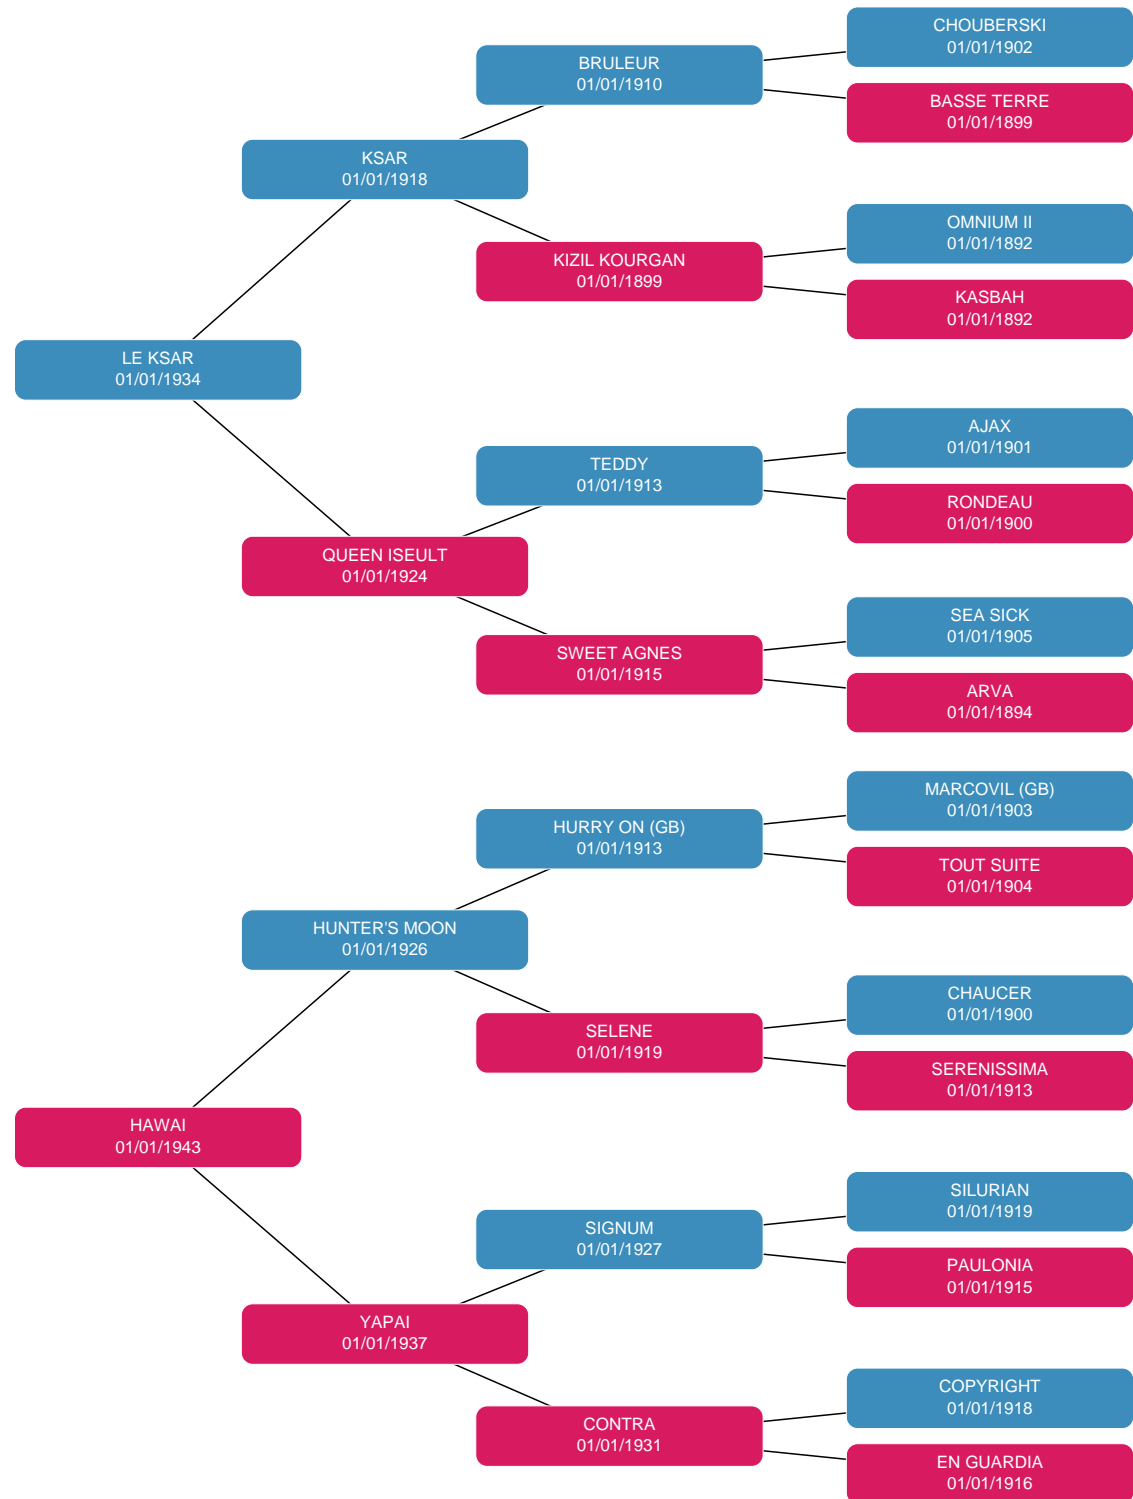 CHOUBERSKI
01/01/1902
BRULEUR
01/01/1910
BASSE TERRE
01/01/1899
KSAR
01/01/1918
OMNIUM II
01/01/1892
KIZIL KOURGAN
01/01/1899
KASBAH
01/01/1892
LE KSAR
01/01/1934
AJAX
01/01/1901
TEDDY
01/01/1913
RONDEAU
01/01/1900
QUEEN ISEULT
01/01/1924
SEA SICK
01/01/1905
SWEET AGNES
01/01/1915
ARVA
01/01/1894
MARCOVIL (GB)
01/01/1903
HURRY ON (GB)
01/01/1913
TOUT SUITE
01/01/1904
HUNTER'S MOON
01/01/1926
CHAUCER
01/01/1900
SELENE
01/01/1919
SERENISSIMA
01/01/1913
HAWAI
01/01/1943
SILURIAN
01/01/1919
SIGNUM
01/01/1927
PAULONIA
01/01/1915
YAPAI
01/01/1937
COPYRIGHT
01/01/1918
CONTRA
01/01/1931
EN GUARDIA
01/01/1916